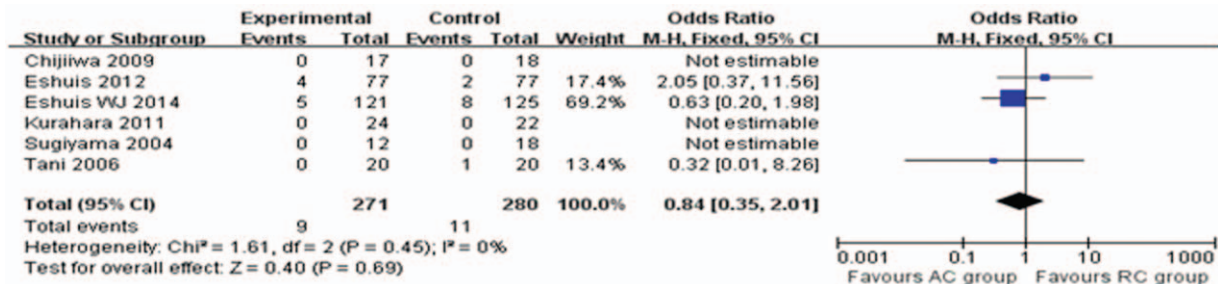 Experimental Control Odds Ratio Odds Ratio
Study or Subgroup Events Total Events Total Weight M-H, Fixed, 95% CI M-H, Fixed, 95% CI
Chijiiwa 2009 0 17 0 18 Not estimable
Eshuis 2012 4 77 2 77 17.4% 2.05 [0.37, 11.56]
Eshuis WJ 2014 5 121 8 125 69.2% 0.63 [0.20, 1.98]
Kurahara 2011 0 24 0 22 Not estimable
Sugiyama 2004 0 12 0 18 Not estimable
Tani 2006 0 20 1 20 13.4% 0.32 [0.01, 8.26]
Total (95% CI) 271 280 100.0% 0.84 [0.35, 2.01]
Total events 9 11
Heterogeneity: Chi² = 1.61, df = 2 (P = 0.45); I² = 0%
Test for overall effect: Z = 0.40 (P = 0.69)
0.001 0.1 1 10 1000
Favours AC group Favours RC group